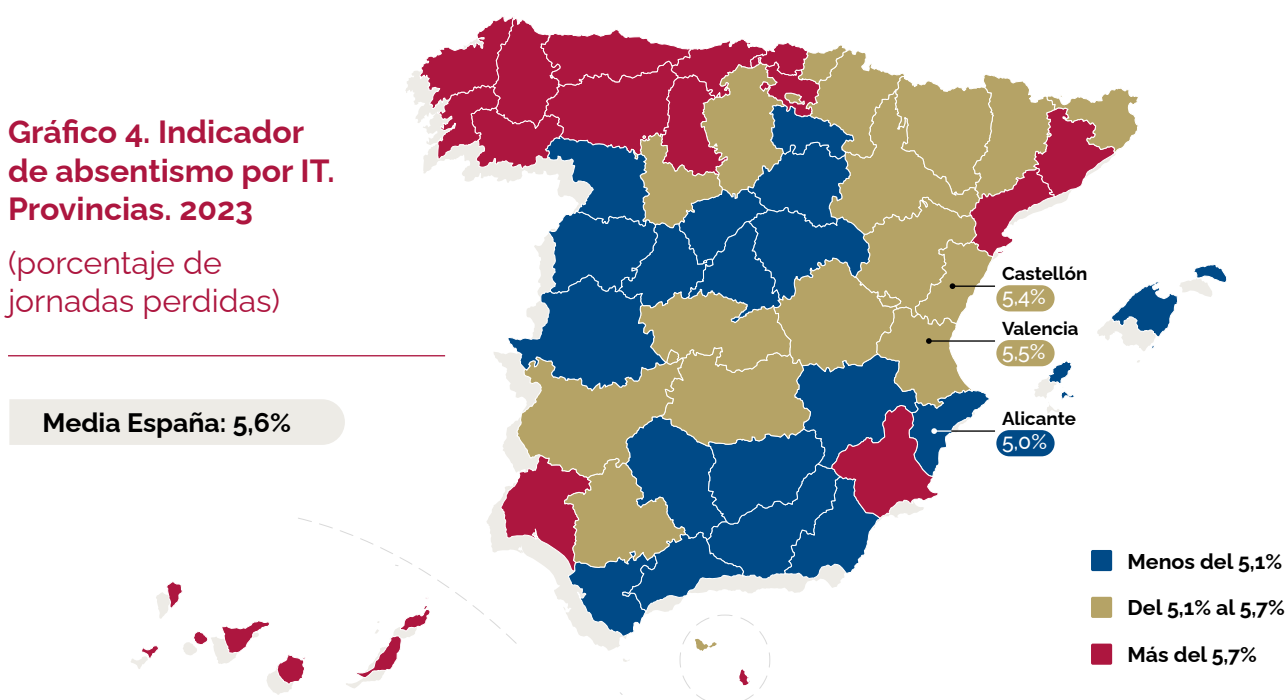 Gráfico 4. Indicador
de absentismo por IT.
Provincias. 2023
(porcentaje de
jornadas perdidas)
Media España: 5,6%
Castellón
5,4%
Valencia
5,5%
Alicante
5,0%
Menos del 5,1%
Del 5,1% al 5,7%
Más del 5,7%